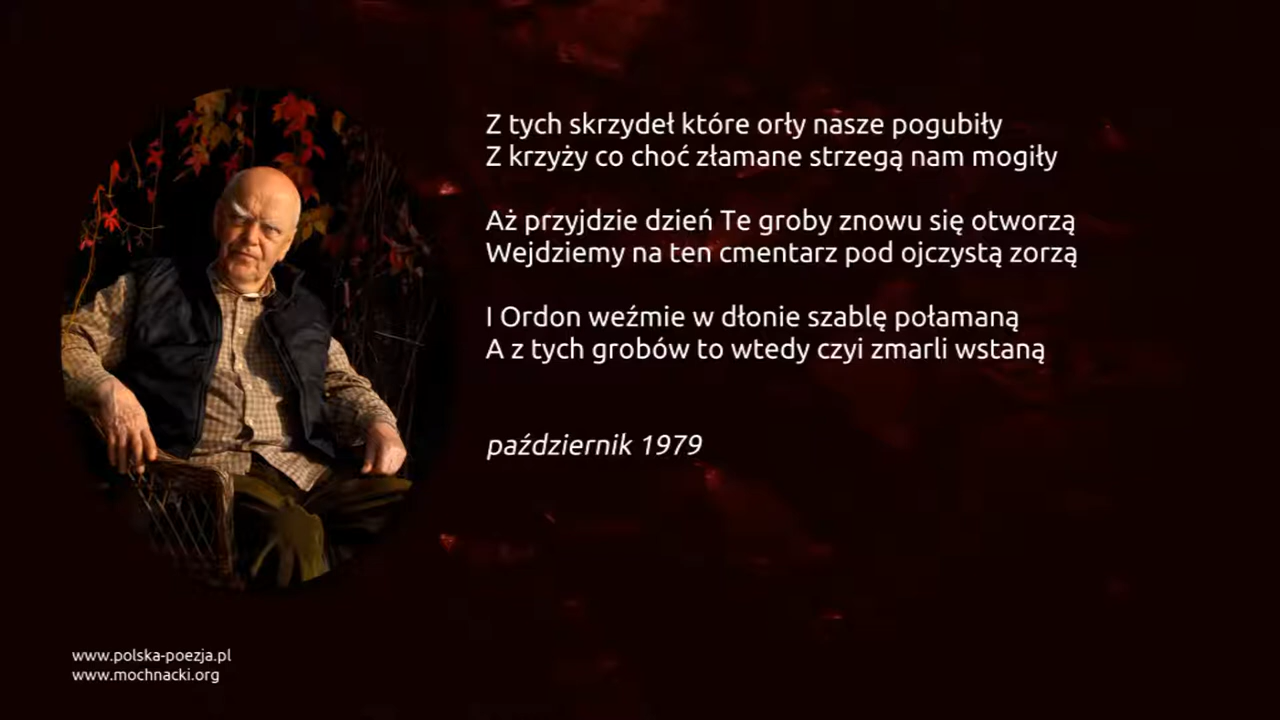 Z tych skrzydeł które orły nasze pogubiły
Z krzyży co choć złamane strzegą nam mogiły
Aż przyjdzie dzień Te groby znowu się otworzą
Wejdziemy na ten cmentarz pod ojczystą zorzą
I Ordon weźmie w dłonie szablę połamaną
A z tych grobów to wtedy czyi zmarli wstaną
październik 1979
www.polska-poezja.pl
www.mochnacki.org